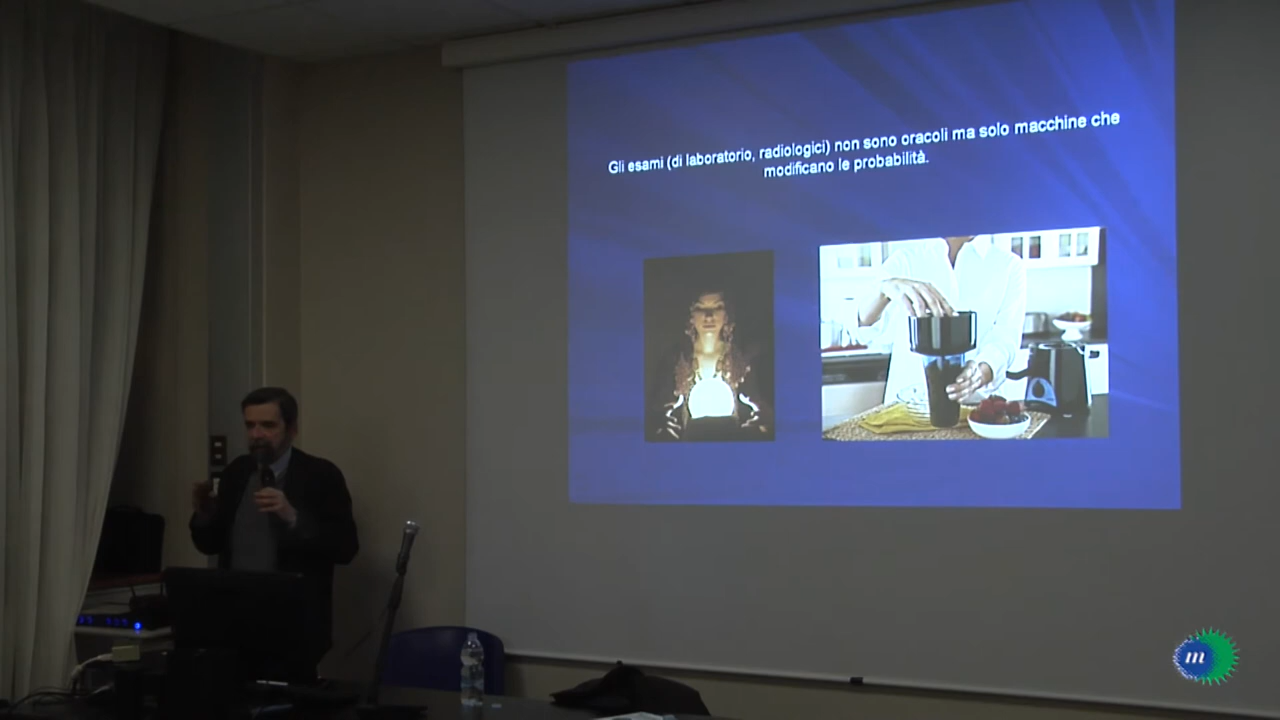 Gli esami (di laboratorio, radiologici) non sono oracoli ma solo macchine che
modificano le probabilità.
m